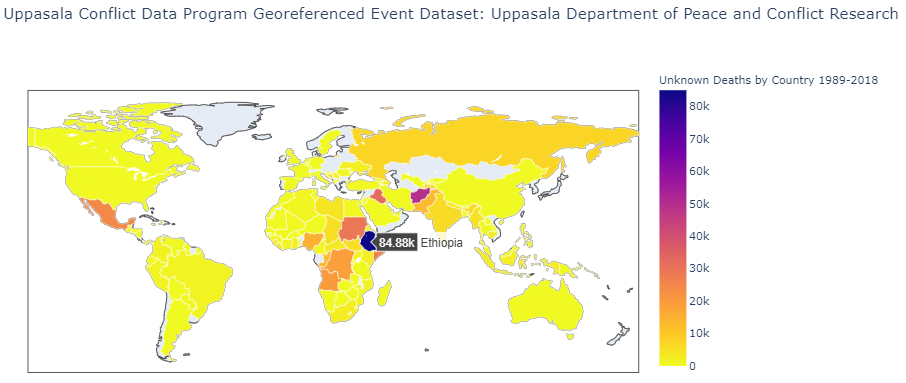 Uppasala Conflict Data Program Georeferenced Event Dataset: Uppasala Department of Peace and Conflict Research
Unknown Deaths by Country 1989-2018
80k
70k
60k
50k
40k
30k
20k
10k
0
84.88k Ethiopia